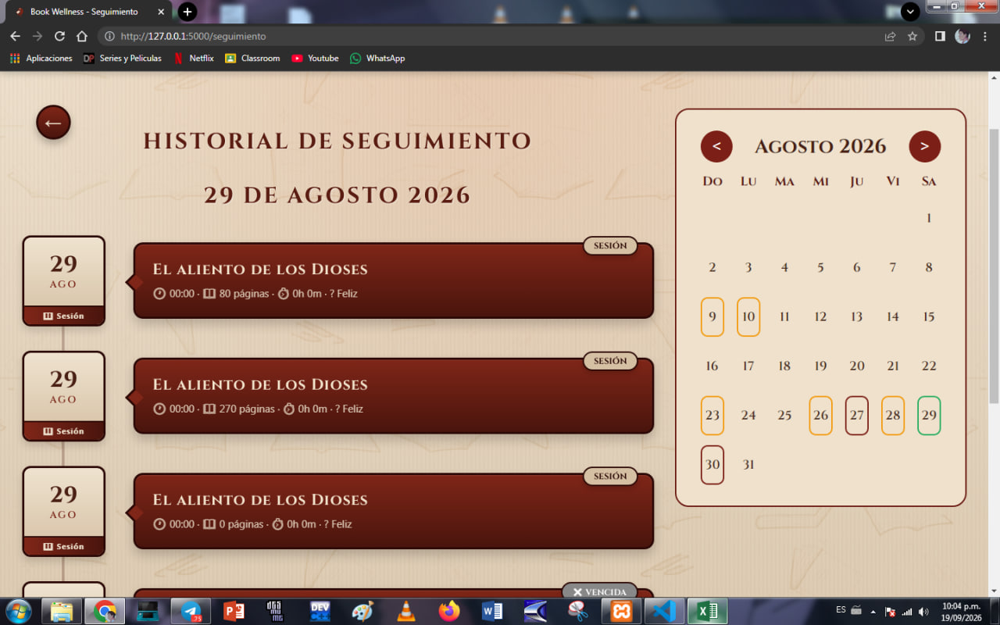 Book Wellness - Seguimiento
http://127.0.0.1:5000/seguimiento
Aplicaciones Series y Peliculas Netflix Classroom Youtube WhatsApp
←
HISTORIAL DE SEGUIMIENTO
29 DE AGOSTO 2026
29
AGO
Sesión
SESIÓN
El aliento de los Dioses
00:00 · 80 páginas · 0h 0m · ? Feliz
29
AGO
Sesión
SESIÓN
El aliento de los Dioses
00:00 · 270 páginas · 0h 0m · ? Feliz
29
AGO
Sesión
SESIÓN
El aliento de los Dioses
00:00 · 0 páginas · 0h 0m · ? Feliz
VENCIDA
< Agosto 2026 >
Do Lu Ma Mi Ju Vi Sa
1
2 3 4 5 6 7 8
9 10 11 12 13 14 15
16 17 18 19 20 21 22
23 24 25 26 27 28 29
30 31
ES
10:04 p.m.
19/09/2026